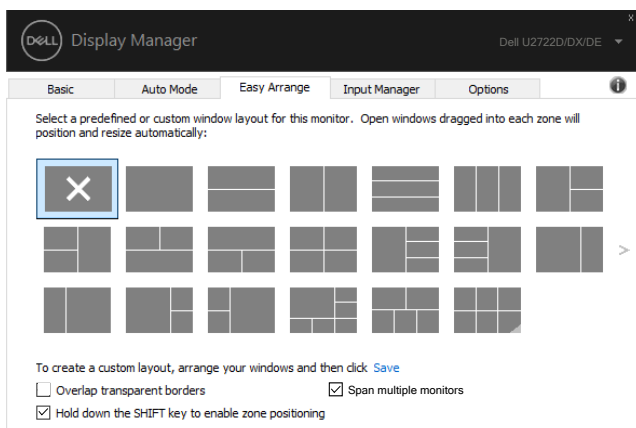 DELL Display Manager
Dell U2722D/DX/DE
Basic Auto Mode Easy Arrange Input Manager Options
Select a predefined or custom window layout for this monitor. Open windows dragged into each zone will
position and resize automatically:
To create a custom layout, arrange your windows and then click Save
Overlap transparent borders
Span multiple monitors
Hold down the SHIFT key to enable zone positioning